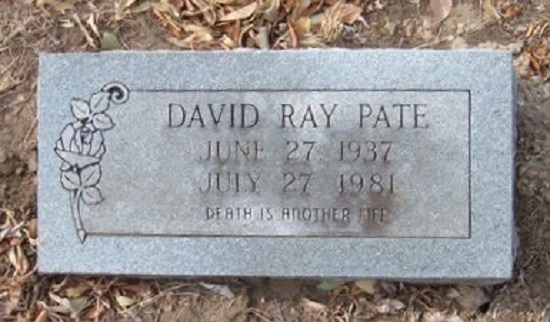 DAVID RAY PATE
JUNE 27, 1937
JULY 27, 1981
DEATH IS ANOTHER LIFE